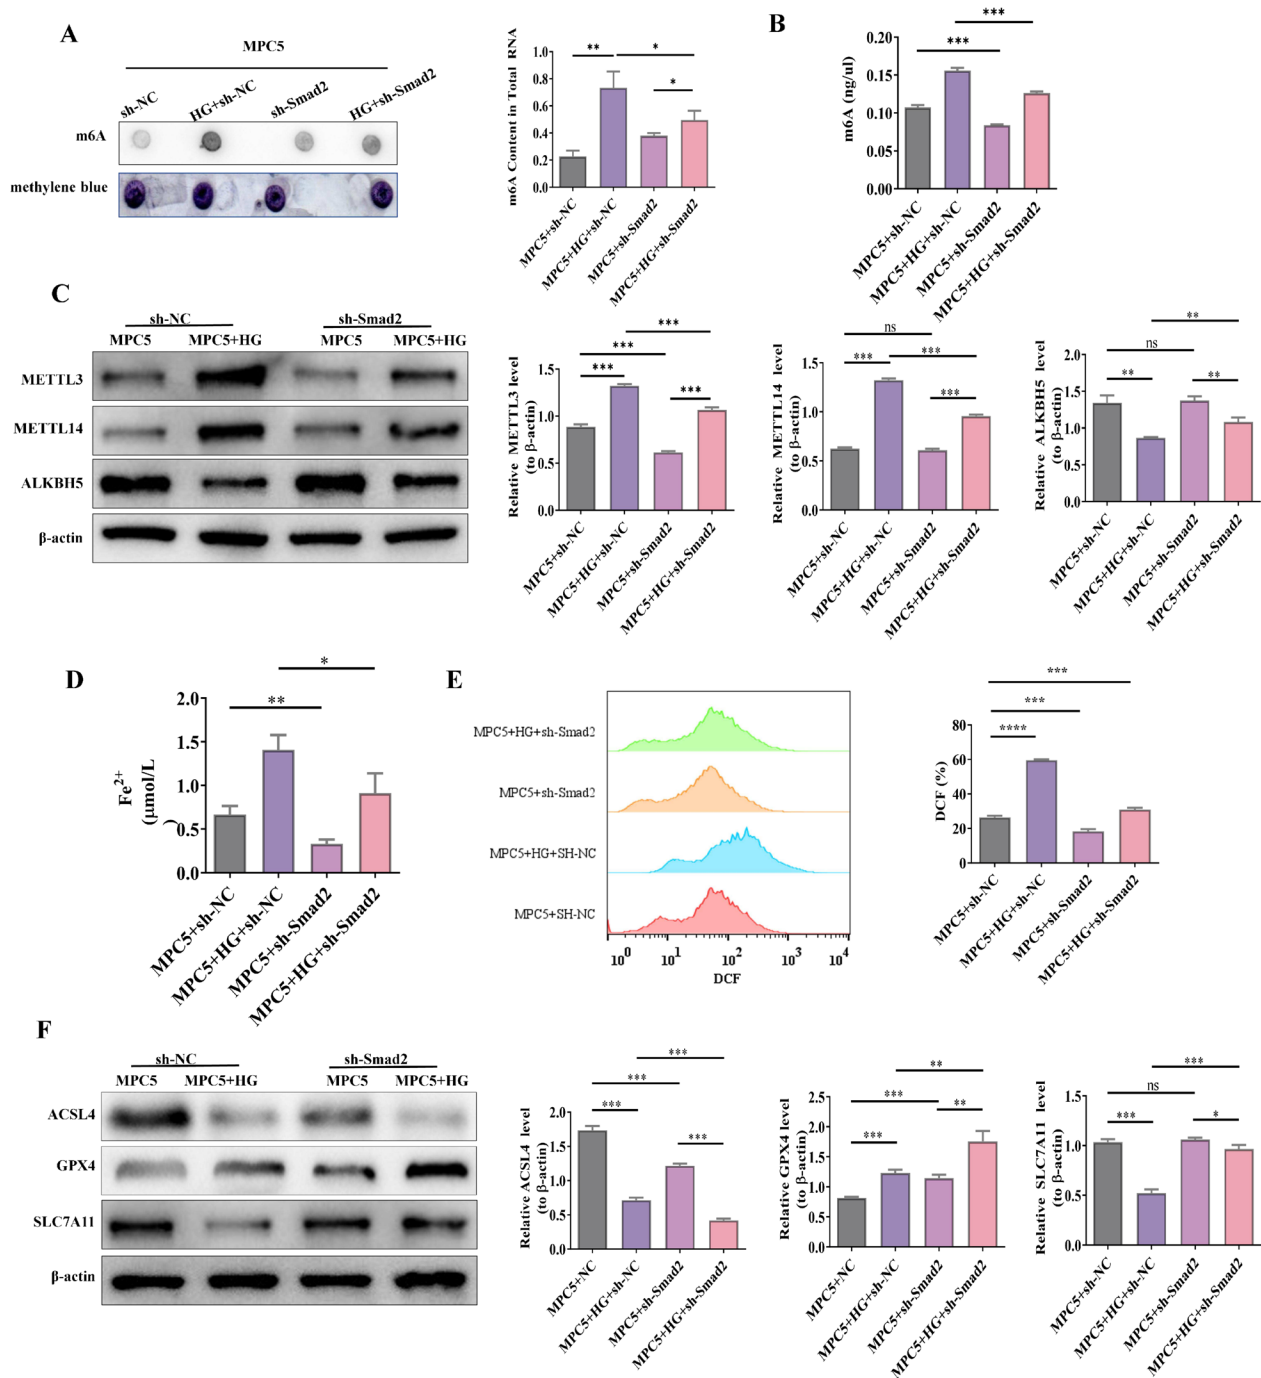 A
MPC5
sh-NC
HG+sh-NC
sh-Smad2
HG+sh-Smad2
m6A
methylene blue
m6A Content in Total RNA
1.0
0.8
0.6
0.4
0.2
0.0
**
*
*
MPC5+sh-NC
MPC5+HG+sh-NC
MPC5+sh-Smad2
MPC5+HG+sh-Smad2
B
m6A (ng/ul)
0.20
0.15
0.10
0.05
0.00
***
***
MPC5+sh-NC
MPC5+HG+sh-NC
MPC5+sh-Smad2
MPC5+HG+sh-Smad2
C
sh-NC
sh-Smad2
MPC5
MPC5+HG
MPC5
MPC5+HG
METTL3
METTL14
ALKBH5
β-actin
Relative METTL3 level
(to β-actin)
1.5
1.0
0.5
0.0
***
***
***
***
MPC5+sh-NC
MPC5+HG+sh-NC
MPC5+sh-Smad2
MPC5+HG+sh-Smad2
Relative METTL14 level
(to β-actin)
1.5
1.0
0.5
0.0
ns
***
***
***
MPC5+sh-NC
MPC5+HG+sh-NC
MPC5+sh-Smad2
MPC5+HG+sh-Smad2
Relative ALKBH5 level
(to β-actin)
2.0
1.5
1.0
0.5
0.0
**
ns
**
**
MPC5+sh-NC
MPC5+HG+sh-NC
MPC5+sh-Smad2
MPC5+HG+sh-Smad2
D
Fe2+
(μmol/L
)
2.0
1.5
1.0
0.5
0.0
*
**
MPC5+sh-NC
MPC5+HG+sh-NC
MPC5+sh-Smad2
MPC5+HG+sh-Smad2
E
MPC5+HG+sh-Smad2
MPC5+sh-Smad2
MPC5+HG+SH-NC
MPC5+SH-NC
10^0
10^1
10^2
10^3
10^4
DCF
DCF (%)
80
60
40
20
0
***
***
****
MPC5+sh-NC
MPC5+HG+sh-NC
MPC5+sh-Smad2
MPC5+HG+sh-Smad2
F
sh-NC
sh-Smad2
MPC5
MPC5+HG
MPC5
MPC5+HG
ACSL4
GPX4
SLC7A11
β-actin
Relative ACSL4 level
(to β-actin)
2.0
1.5
1.0
0.5
0.0
***
***
***
***
MPC5+NC
MPC5+HG+sh-NC
MPC5+sh-Smad2
MPC5+HG+sh-Smad2
Relative GPX4 level
(to β-actin)
2.5
2.0
1.5
1.0
0.5
0.0
**
***
**
***
MPC5+NC
MPC5+HG+sh-NC
MPC5+sh-Smad2
MPC5+HG+sh-Smad2
Relative SLC7A11 level
(to β-actin)
1.5
1.0
0.5
0.0
***
ns
***
*
MPC5+sh-NC
MPC5+HG+sh-NC
MPC5+sh-Smad2
MPC5+HG+sh-Smad2